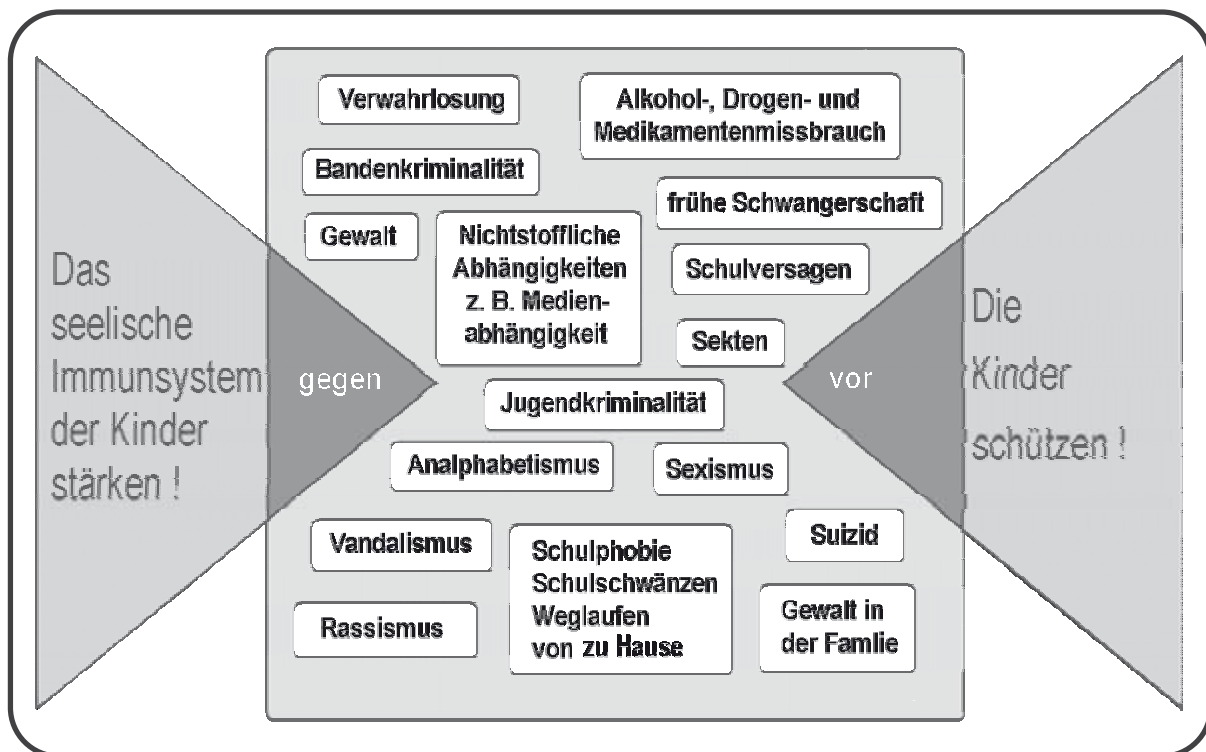 Das
seelische
Immunsystem
der Kinder
stärken !
gegen
Verwahrlosung
Alkohol-, Drogen- und
Medikamentenmissbrauch
Bandenkriminalität
frühe Schwangerschaft
Gewalt
Nichtstoffliche
Abhängigkeiten
z. B. Medien-
abhängigkeit
Schulversagen
Sekten
Jugendkriminalität
Analphabetismus
Sexismus
Vandalismus
Schulphobie
Schulschwänzen
Weglaufen
von zu Hause
Suizid
Rassismus
Gewalt in
der Famlie
vor
Die
Kinder
schützen !